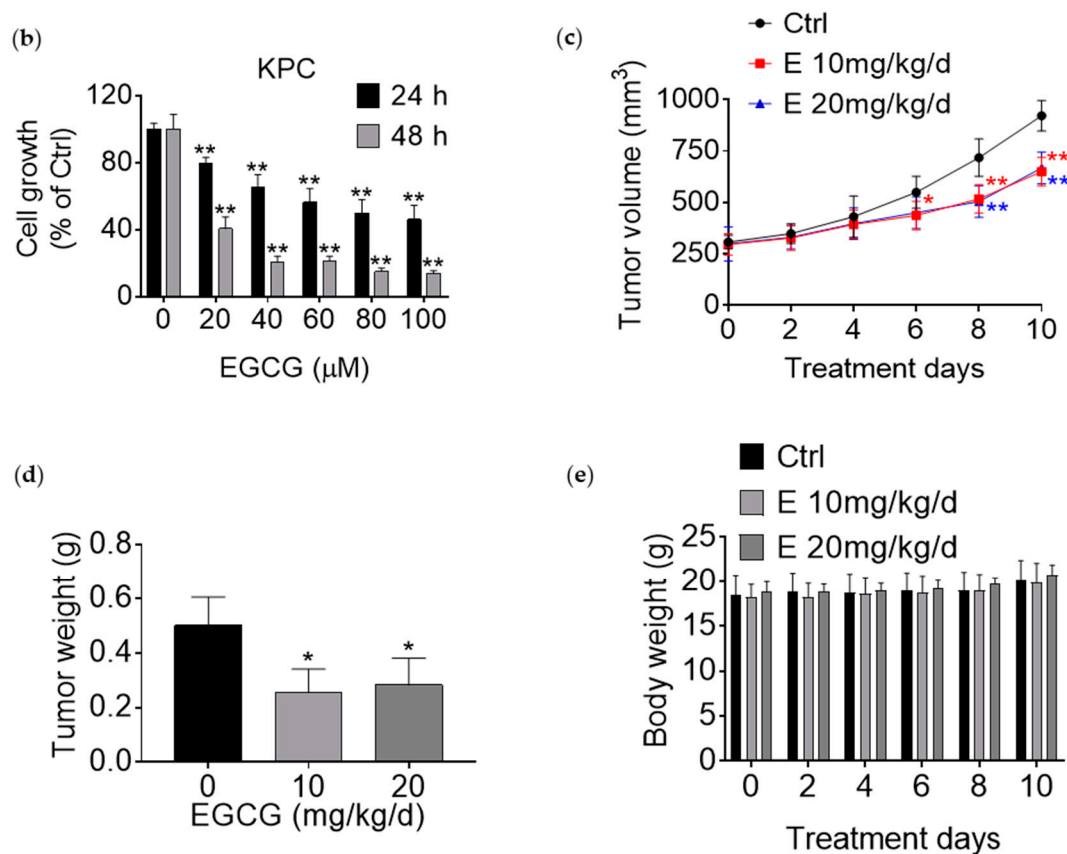 (b)
KPC
24 h
48 h
Cell growth
(% of Ctrl)
120
80
40
0
** ** ** ** **
** ** ** ** **
0 20 40 60 80 100
EGCG (μM)
(c)
Ctrl
E 10mg/kg/d
E 20mg/kg/d
Tumor volume (mm³)
1000
750
500
250
0
* ** **
** **
0 2 4 6 8 10
Treatment days
(d)
Tumor weight (g)
0.8
0.6
0.4
0.2
0.0
* *
0 10 20
EGCG (mg/kg/d)
(e)
Ctrl
E 10mg/kg/d
E 20mg/kg/d
Body weight (g)
25
20
15
10
5
0
0 2 4 6 8 10
Treatment days